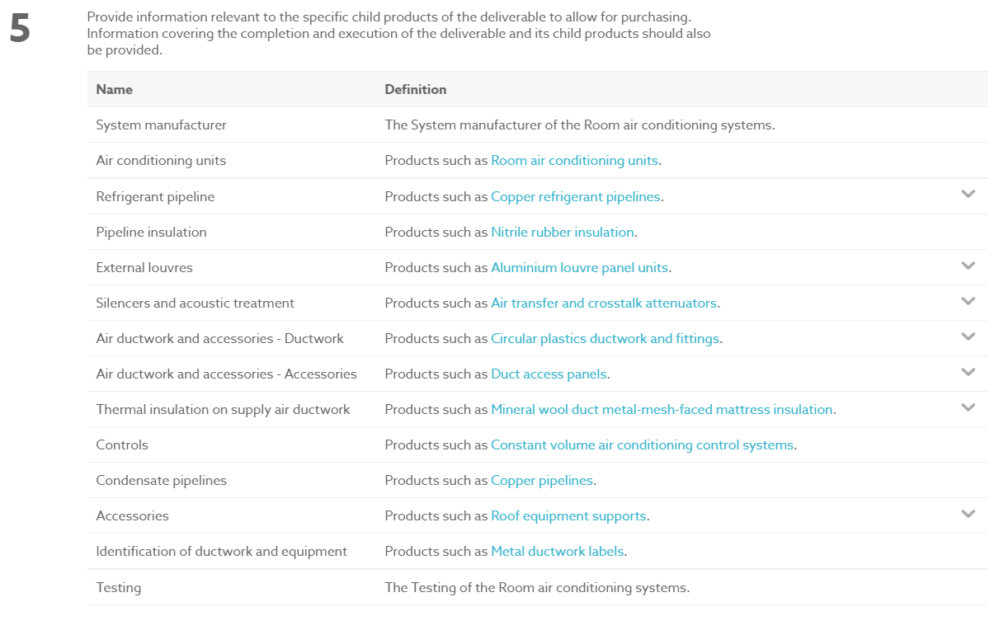 5
Provide information relevant to the specific child products of the deliverable to allow for purchasing.
Information covering the completion and execution of the deliverable and its child products should also
be provided.
Name Definition
System manufacturer The System manufacturer of the Room air conditioning systems.
Air conditioning units Products such as Room air conditioning units.
Refrigerant pipeline Products such as Copper refrigerant pipelines.
Pipeline insulation Products such as Nitrile rubber insulation.
External louvres Products such as Aluminium louvre panel units.
Silencers and acoustic treatment Products such as Air transfer and crosstalk attenuators.
Air ductwork and accessories - Ductwork Products such as Circular plastics ductwork and fittings.
Air ductwork and accessories - Accessories Products such as Duct access panels.
Thermal insulation on supply air ductwork Products such as Mineral wool duct metal-mesh-faced mattress insulation.
Controls Products such as Constant volume air conditioning control systems.
Condensate pipelines Products such as Copper pipelines.
Accessories Products such as Roof equipment supports.
Identification of ductwork and equipment Products such as Metal ductwork labels.
Testing The Testing of the Room air conditioning systems.